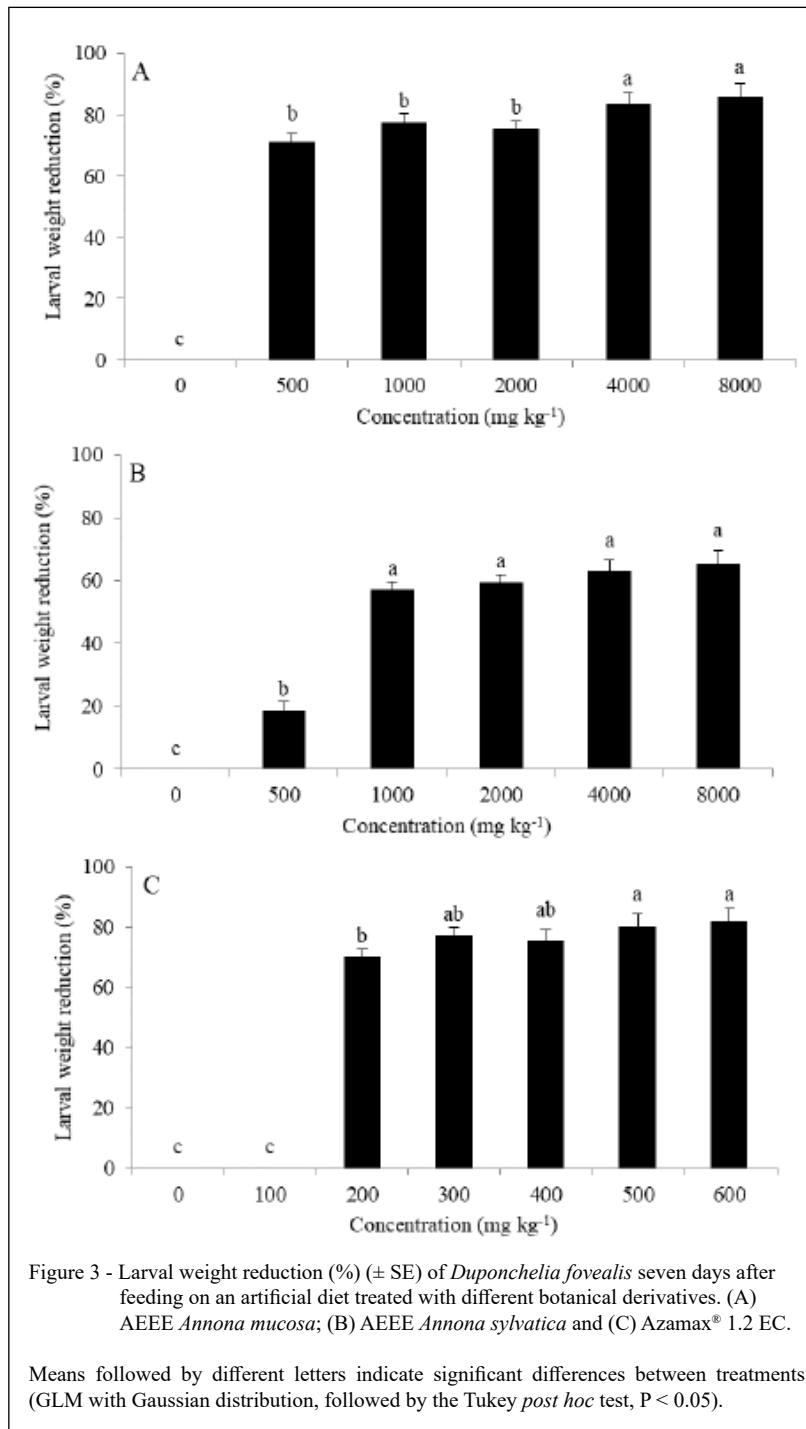 100
A
a
a
b
b
b
80
60
40
20
c
0
Larval weight reduction (%)
0 500 1000 2000 4000 8000
Concentration (mg kg⁻¹)
100
B
80
a
a
a
a
60
40
b
20
c
0
Larval weight reduction (%)
0 500 1000 2000 4000 8000
Concentration (mg kg⁻¹)
100
C
a
a
ab
ab
b
80
60
40
20
c c
0
Larval weight reduction (%)
0 100 200 300 400 500 600
Concentration (mg kg⁻¹)
Figure 3 - Larval weight reduction (%) (± SE) of Duponchelia fovealis seven days after
feeding on an artificial diet treated with different botanical derivatives. (A)
AEEE Annona mucosa; (B) AEEE Annona sylvatica and (C) Azamax® 1.2 EC.
Means followed by different letters indicate significant differences between treatments
(GLM with Gaussian distribution, followed by the Tukey post hoc test, P < 0.05).